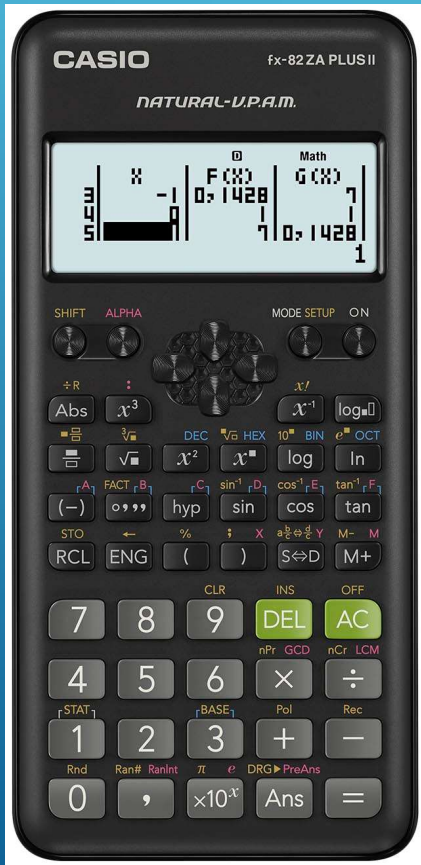 CASIO fx-82 ZA PLUS II
NATURAL-V.P.A.M.
D Math
X F(X) G(X)
3 -1 0,1428 7
4 0 1 1
5 7 0,1428
1
SHIFT ALPHA MODE SETUP ON
÷R : x!
Abs x³ x⁻¹ log
³√ DEC √ HEX 10 BIN e OCT
√ x² x log ln
A FACT B C sin⁻¹ D cos⁻¹ E tan⁻¹ F
(−) °,,, hyp sin cos tan
STO ← % ; X a b/c⇔d/c Y M− M
RCL ENG ( ) S⇔D M+
CLR INS OFF
7 8 9 DEL AC
nPr GCD nCr LCM
4 5 6 × ÷
STAT BASE Pol Rec
1 2 3 + −
Rnd Ran# RanInt π e DRG▶ PreAns
0 , ×10ˣ Ans =